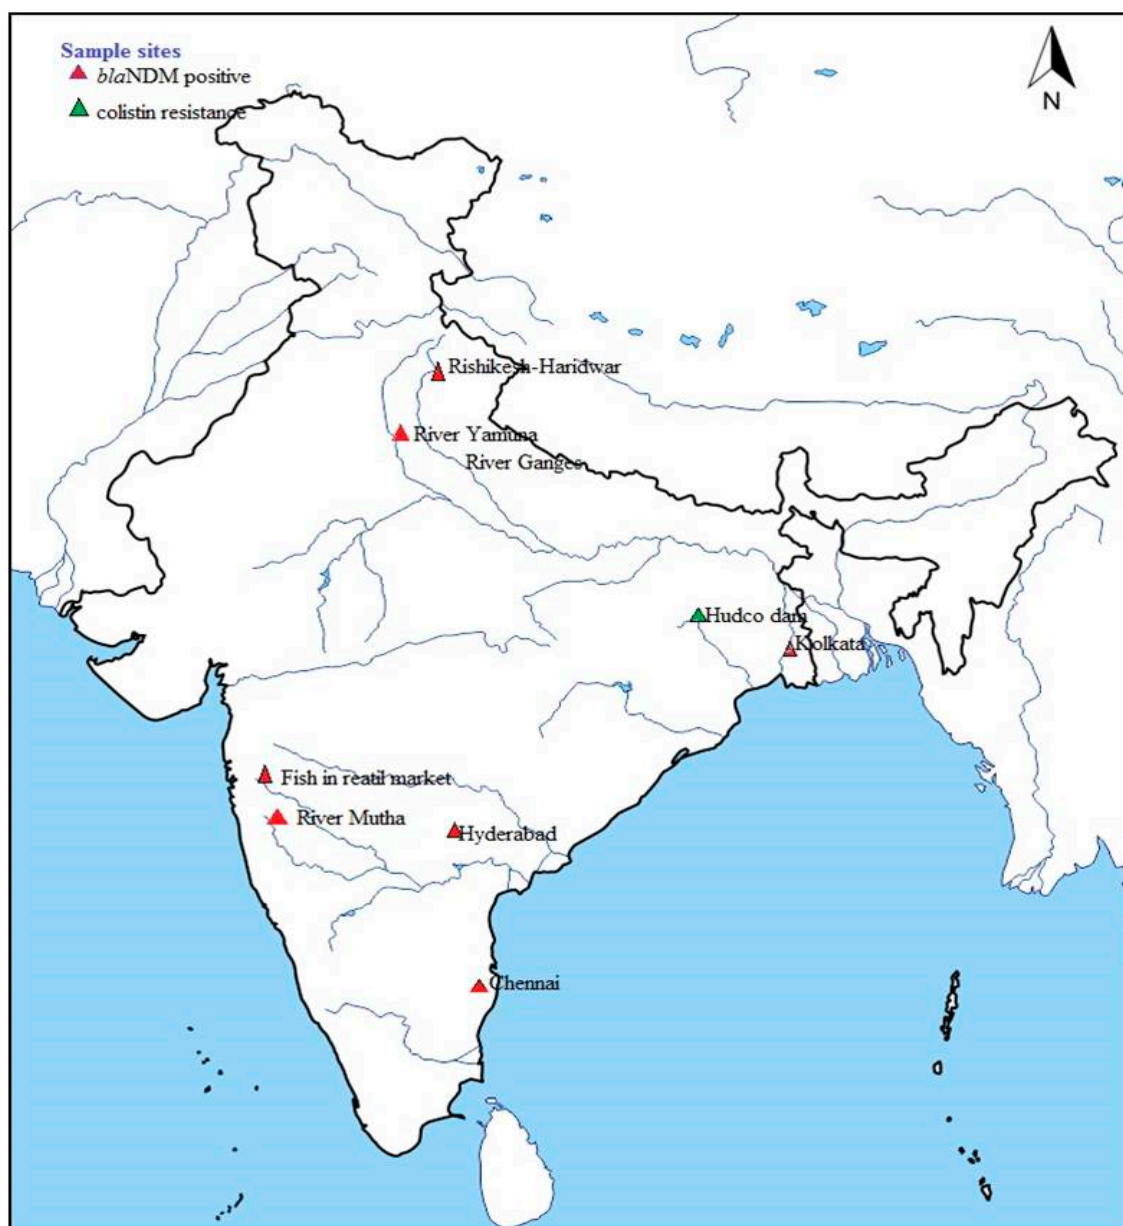 Sample sites
blaNDM positive
colistin resistance
N
Rishikesh-Haridwar
River Yamuna
River Ganges
Hudco dam
Kolkata
Fish in reatil market
River Mutha
Hyderabad
Chennai